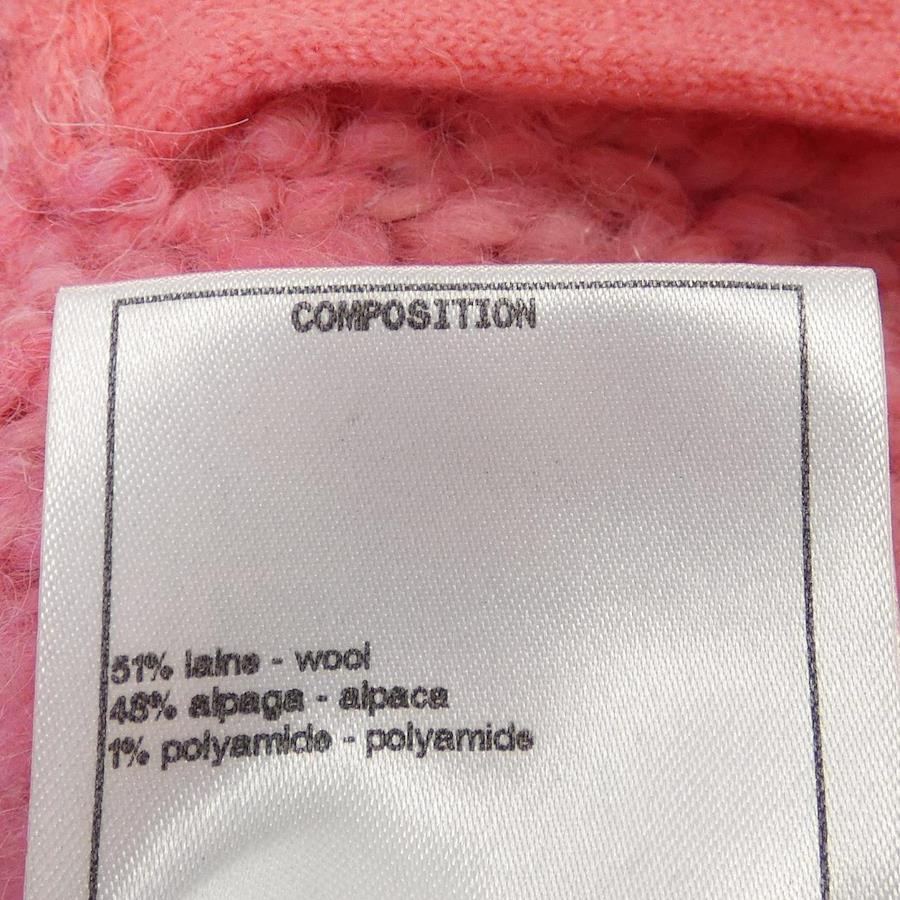 COMPOSITION
51% laine - wool
48% alpaga - alpaca
1% polyamide - polyamide